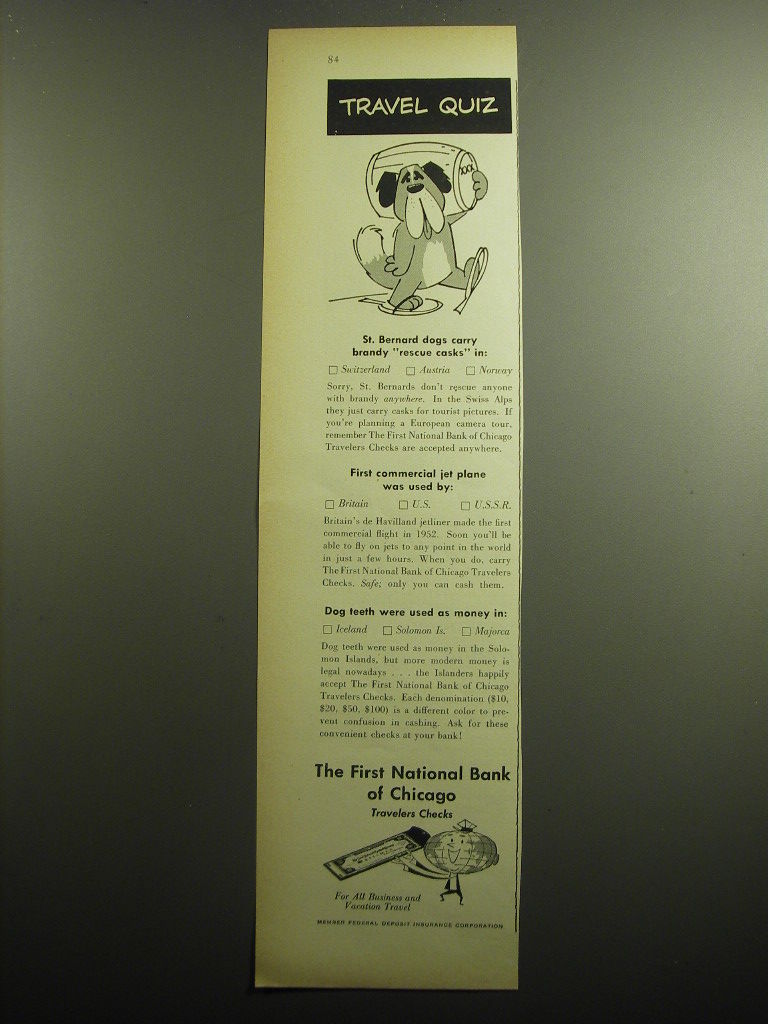 84
TRAVEL QUIZ
XXX
St. Bernard dogs carry
brandy "rescue casks" in:
☐ Switzerland ☐ Austria ☐ Norway
Sorry, St. Bernards don't rescue anyone
with brandy anywhere. In the Swiss Alps
they just carry casks for tourist pictures. If
you're planning a European camera tour,
remember The First National Bank of Chicago
Travelers Checks are accepted anywhere.
First commercial jet plane
was used by:
☐ Britain ☐ U.S. ☐ U.S.S.R.
Britain's de Havilland jetliner made the first
commercial flight in 1952. Soon you'll be
able to fly on jets to any point in the world
in just a few hours. When you do, carry
The First National Bank of Chicago Travelers
Checks. Safe; only you can cash them.
Dog teeth were used as money in:
☐ Iceland ☐ Solomon Is. ☐ Majorca
Dog teeth were used as money in the Solo-
mon Islands, but more modern money is
legal nowadays . . . the Islanders happily
accept The First National Bank of Chicago
Travelers Checks. Each denomination ($10,
$20, $50, $100) is a different color to pre-
vent confusion in cashing. Ask for these
convenient checks at your bank!
The First National Bank
of Chicago
Travelers Checks
For All Business and
Vacation Travel
MEMBER FEDERAL DEPOSIT INSURANCE CORPORATION